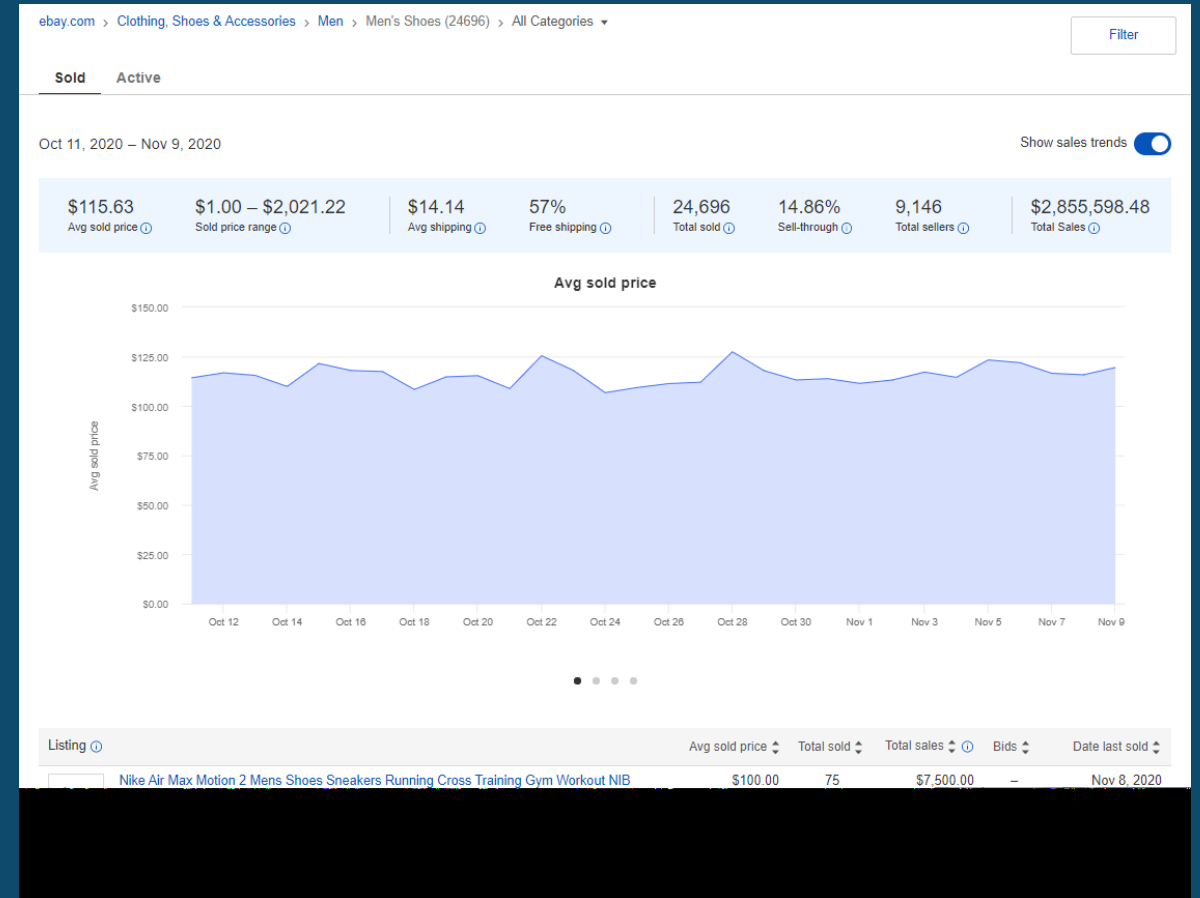 ebay.com > Clothing, Shoes & Accessories > Men > Men's Shoes (24696) > All Categories
Filter
Sold Active
Oct 11, 2020 – Nov 9, 2020 Show sales trends
$115.63 $1.00 – $2,021.22 $14.14 57% 24,696 14.86% 9,146 $2,855,598.48
Avg sold price Sold price range Avg shipping Free shipping Total sold Sell-through Total sellers Total Sales
Avg sold price
$150.00
$125.00
$100.00
$75.00
$50.00
$25.00
$0.00
Avg sold price
Oct 12 Oct 14 Oct 16 Oct 18 Oct 20 Oct 22 Oct 24 Oct 26 Oct 28 Oct 30 Nov 1 Nov 3 Nov 5 Nov 7 Nov 9
Listing Avg sold price Total sold Total sales Bids Date last sold
Nike Air Max Motion 2 Mens Shoes Sneakers Running Cross Training Gym Workout NIB $100.00 75 $7,500.00 – Nov 8, 2020